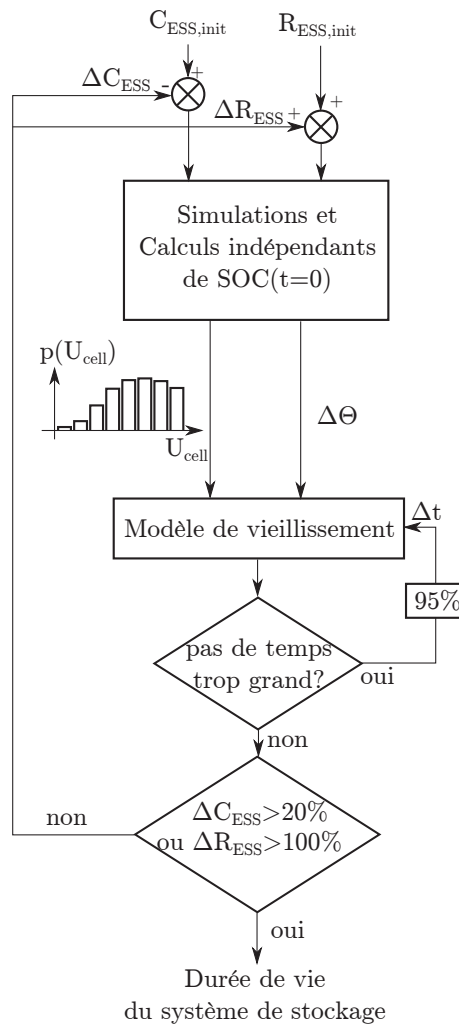 C_ESS,init R_ESS,init
ΔC_ESS - +
ΔR_ESS + +
Simulations et
Calculs indépendants
de SOC(t=0)
p(U_cell)
U_cell
ΔΘ
Modèle de vieillissement
Δt
95%
pas de temps
trop grand?
oui
non
ΔC_ESS>20%
ou ΔR_ESS>100%
non
oui
Durée de vie
du système de stockage